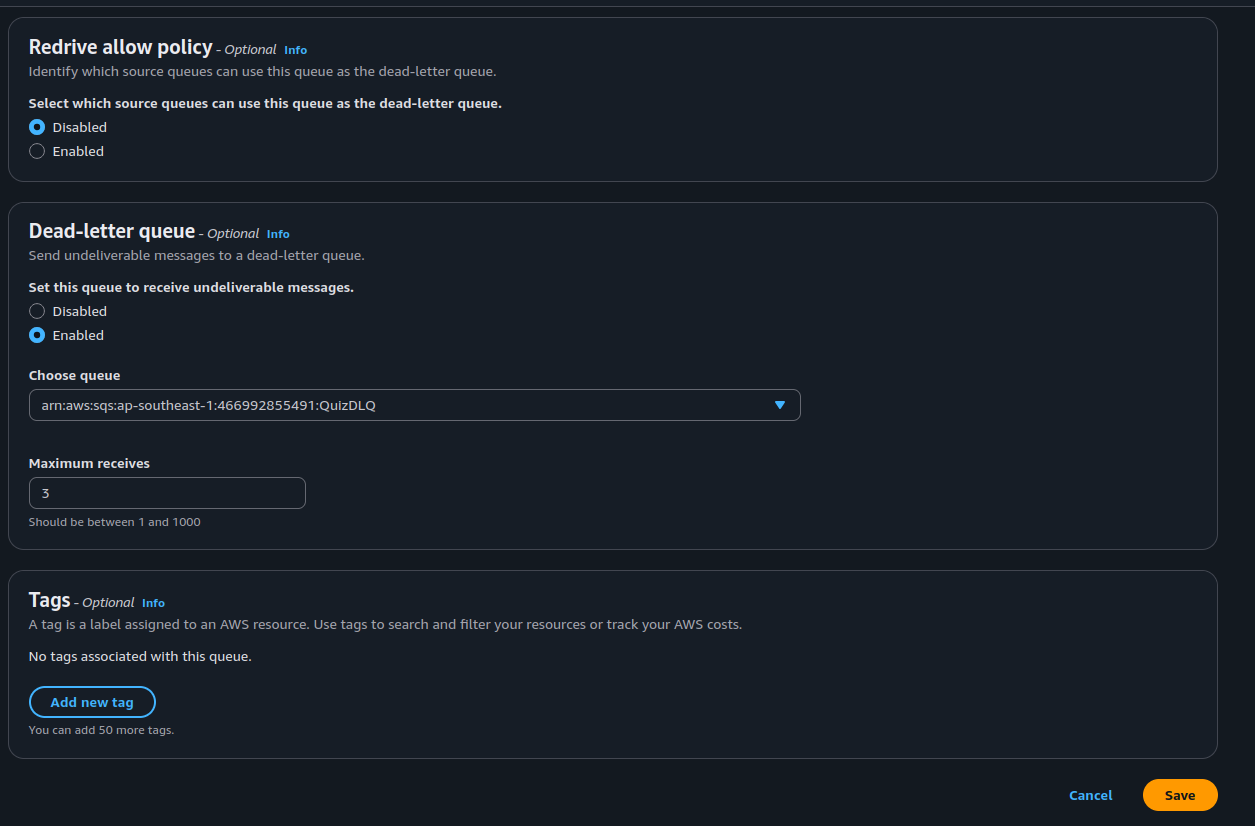 Redrive allow policy - Optional Info
Identify which source queues can use this queue as the dead-letter queue.
Select which source queues can use this queue as the dead-letter queue.
Disabled
Enabled
Dead-letter queue - Optional Info
Send undeliverable messages to a dead-letter queue.
Set this queue to receive undeliverable messages.
Disabled
Enabled
Choose queue
arn:aws:sqs:ap-southeast-1:466992855491:QuizDLQ
Maximum receives
3
Should be between 1 and 1000
Tags - Optional Info
A tag is a label assigned to an AWS resource. Use tags to search and filter your resources or track your AWS costs.
No tags associated with this queue.
Add new tag
You can add 50 more tags.
Cancel Save